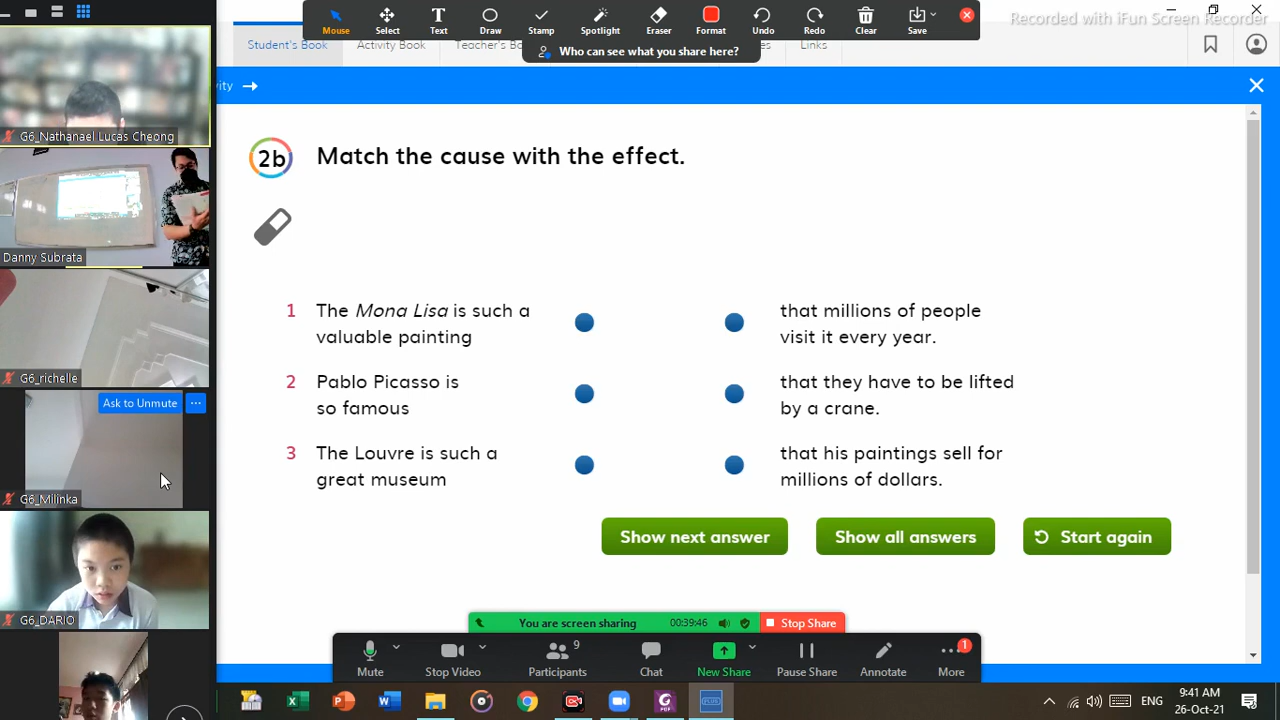 Mouse Select Text Draw Stamp Spotlight Eraser Format Undo Redo Clear Save
Recorded with iFun Screen Recorder
Student's Book Activity Book Teacher's Links
Who can see what you share here?
G6_Nathanael Lucas Cheong
2b Match the cause with the effect.
Danny Subrata
1 The Mona Lisa is such a
valuable painting
that millions of people
visit it every year.
G6_richelle
2 Pablo Picasso is
so famous
that they have to be lifted
by a crane.
Ask to Unmute
3 The Louvre is such a
great museum
that his paintings sell for
millions of dollars.
G6_Milinka
Show next answer Show all answers Start again
G6_DARIO
You are screen sharing 00:39:46 Stop Share
9 1
Mute Stop Video Participants Chat New Share Pause Share Annotate More
ENG 9:41 AM
26-Oct-21